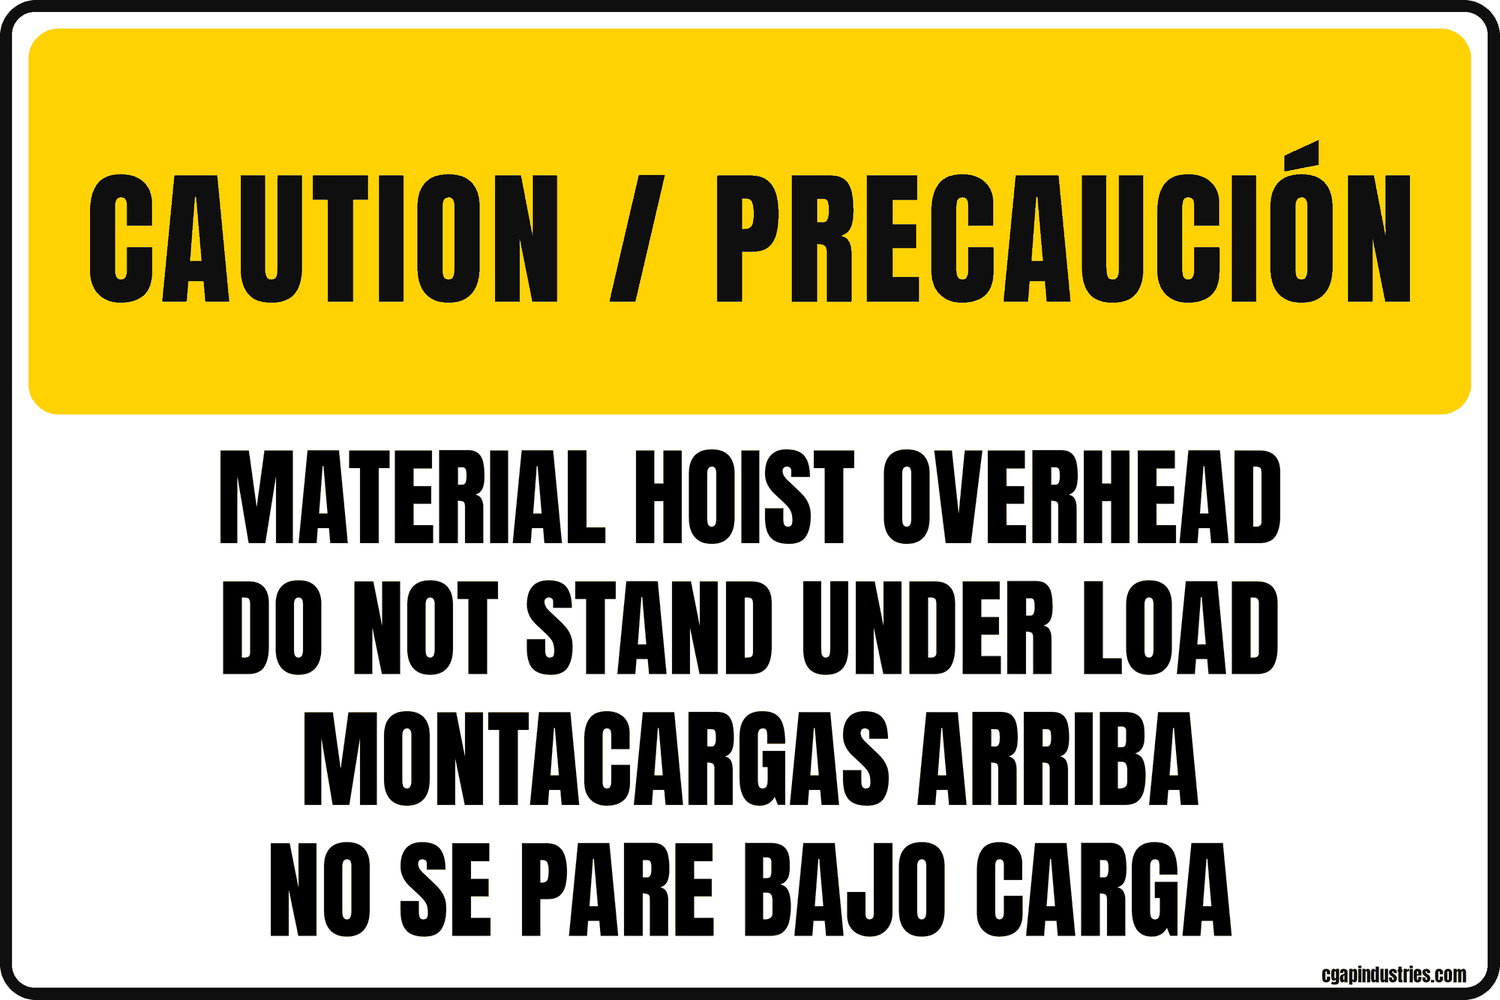 CAUTION / PRECAUCIÓN
MATERIAL HOIST OVERHEAD
DO NOT STAND UNDER LOAD
MONTACARGAS ARRIBA
NO SE PARE BAJO CARGA
cgapindustries.com